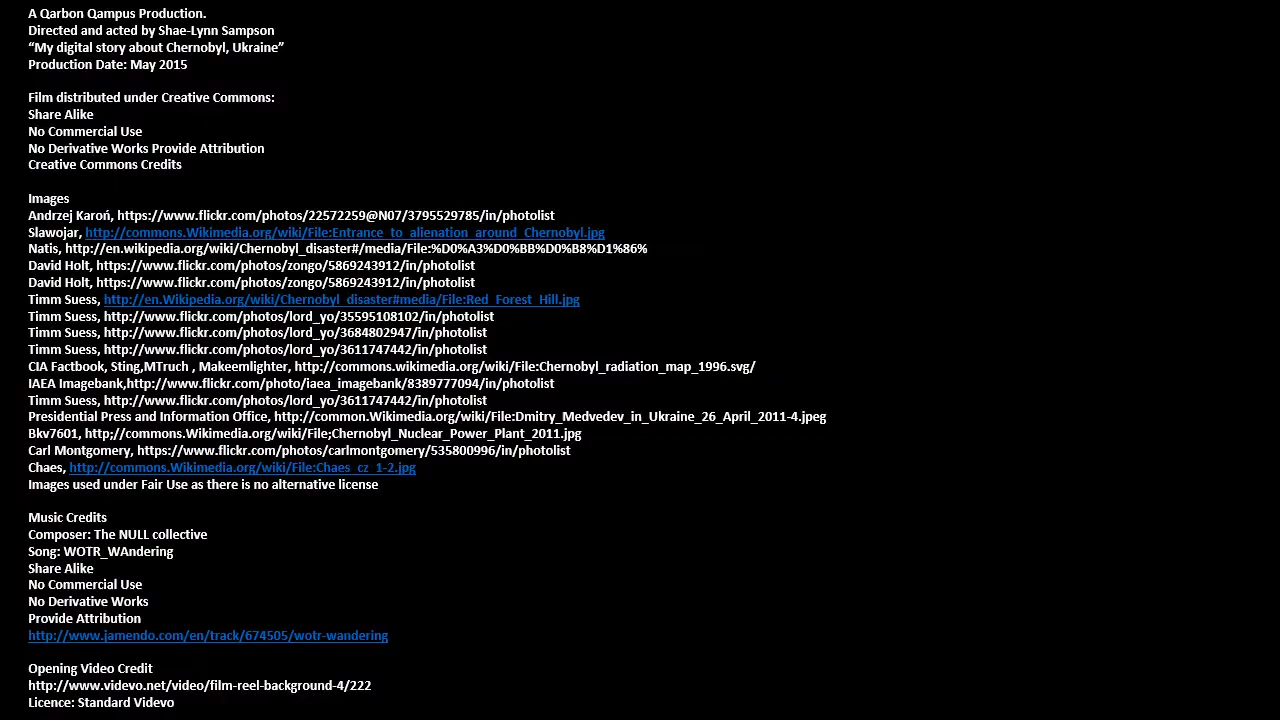 A Qarbon Qampus Production.
Directed and acted by Shae-Lynn Sampson
“My digital story about Chernobyl, Ukraine”
Production Date: May 2015
Film distributed under Creative Commons:
Share Alike
No Commercial Use
No Derivative Works Provide Attribution
Creative Commons Credits
Images
Andrzej Karoń, https://www.flickr.com/photos/22572259@N07/3795529785/in/photolist
Slawojar, http://commons.Wikimedia.org/wiki/File:Entrance_to_alienation_around_Chernobyl.jpg
Natis, http://en.wikipedia.org/wiki/Chernobyl_disaster#/media/File:%D0%A3%D0%BB%D0%B8%D1%86%
David Holt, https://www.flickr.com/photos/zongo/5869243912/in/photolist
David Holt, https://www.flickr.com/photos/zongo/5869243912/in/photolist
Timm Suess, http://en.Wikipedia.org/wiki/Chernobyl_disaster#media/File:Red_Forest_Hill.jpg
Timm Suess, http://www.flickr.com/photos/lord_yo/35595108102/in/photolist
Timm Suess, http://www.flickr.com/photos/lord_yo/3684802947/in/photolist
Timm Suess, http://www.flickr.com/photos/lord_yo/3611747442/in/photolist
CIA Factbook, Sting,MTruch , Makeemlighter, http://commons.wikimedia.org/wiki/File:Chernobyl_radiation_map_1996.svg/
IAEA Imagebank,http://www.flickr.com/photo/iaea_imagebank/8389777094/in/photolist
Timm Suess, http://www.flickr.com/photos/lord_yo/3611747442/in/photolist
Presidential Press and Information Office, http://common.Wikimedia.org/wiki/File:Dmitry_Medvedev_in_Ukraine_26_April_2011-4.jpeg
Bkv7601, http;//commons.Wikimedia.org/wiki/File;Chernobyl_Nuclear_Power_Plant_2011.jpg
Carl Montgomery, https://www.flickr.com/photos/carlmontgomery/535800996/in/photolist
Chaes, http://commons.Wikimedia.org/wiki/File:Chaes_cz_1-2.jpg
Images used under Fair Use as there is no alternative license
Music Credits
Composer: The NULL collective
Song: WOTR_WAndering
Share Alike
No Commercial Use
No Derivative Works
Provide Attribution
http://www.jamendo.com/en/track/674505/wotr-wandering
Opening Video Credit
http://www.videvo.net/video/film-reel-background-4/222
Licence: Standard Videvo